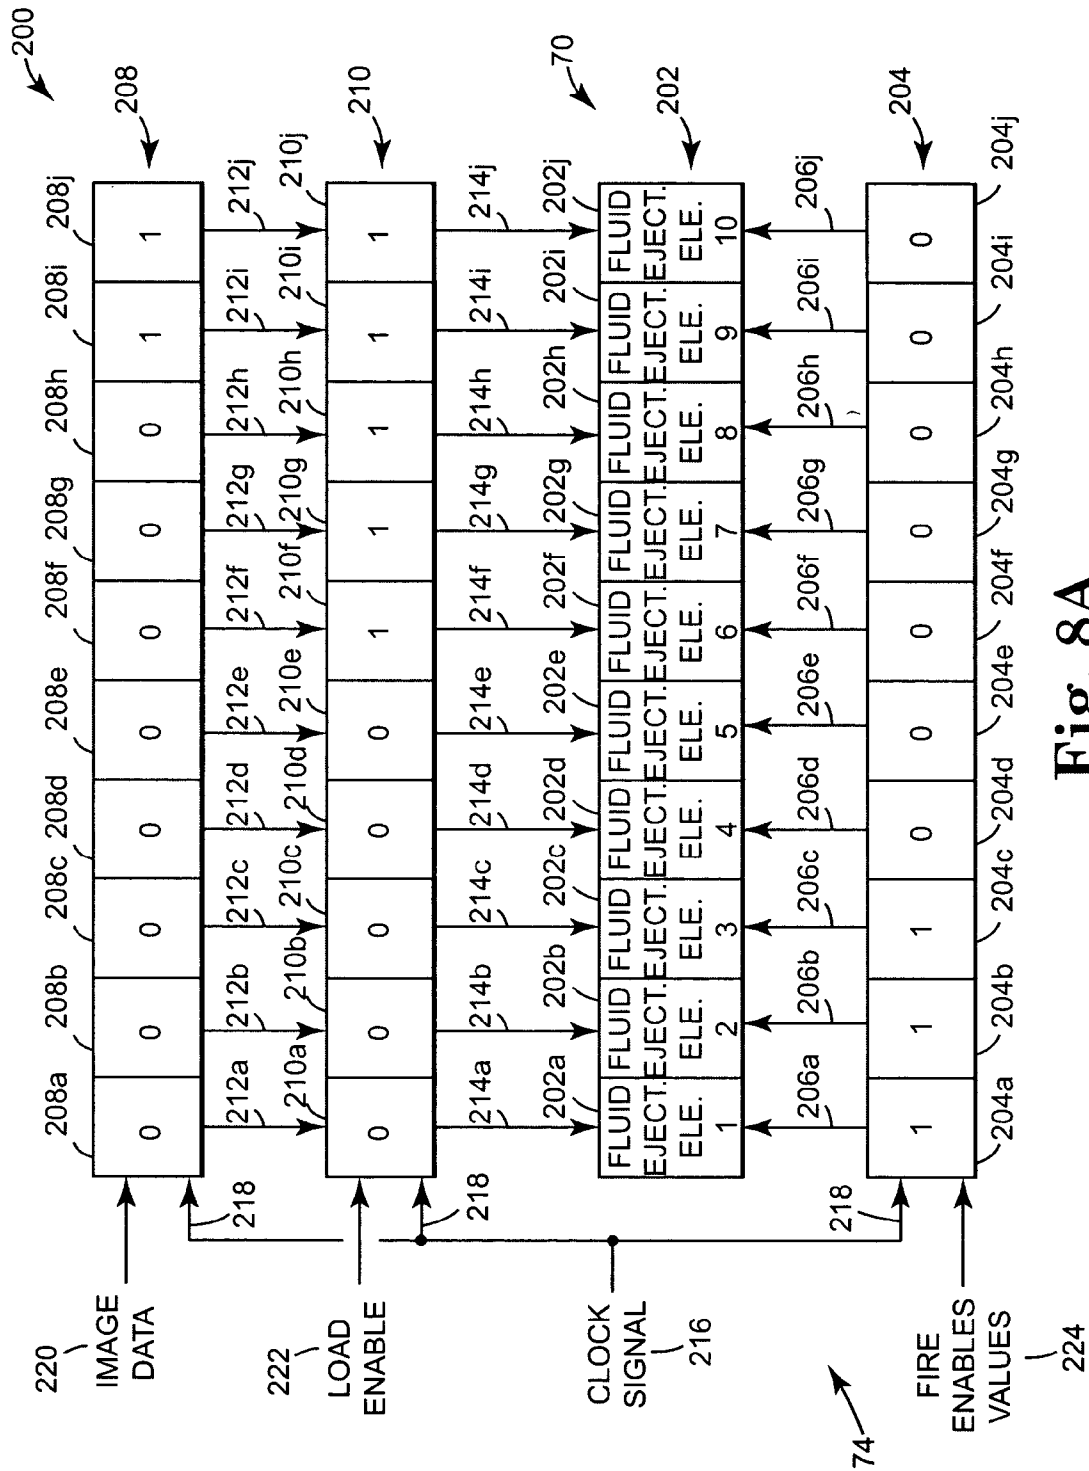 200
208a 208b 208c 208d 208e 208f 208g 208h 208i 208j
208
220
IMAGE
DATA
0 0 0 0 0 0 0 0 1 1
218
212a 212b 212c 212d 212e 212f 212g 212h 212i 212j
210a 210b 210c 210d 210e 210f 210g 210h 210i 210j
210
222
LOAD
ENABLE
0 0 0 0 0 1 1 1 1 1
218
214a 214b 214c 214d 214e 214f 214g 214h 214i 214j
70
202a 202b 202c 202d 202e 202f 202g 202h 202i 202j
202
CLOCK
SIGNAL
216
FLUID FLUID FLUID FLUID FLUID FLUID FLUID FLUID FLUID FLUID
EJECT. EJECT. EJECT. EJECT. EJECT. EJECT. EJECT. EJECT. EJECT. EJECT.
ELE. ELE. ELE. ELE. ELE. ELE. ELE. ELE. ELE. ELE.
1 2 3 4 5 6 7 8 9 10
206a 206b 206c 206d 206e 206f 206g 206h 206i 206j
204
218
74
1 1 1 0 0 0 0 0 0 0
FIRE
ENABLES
VALUES
224
204a 204b 204c 204d 204e 204f 204g 204h 204i 204j
Fig. 8A